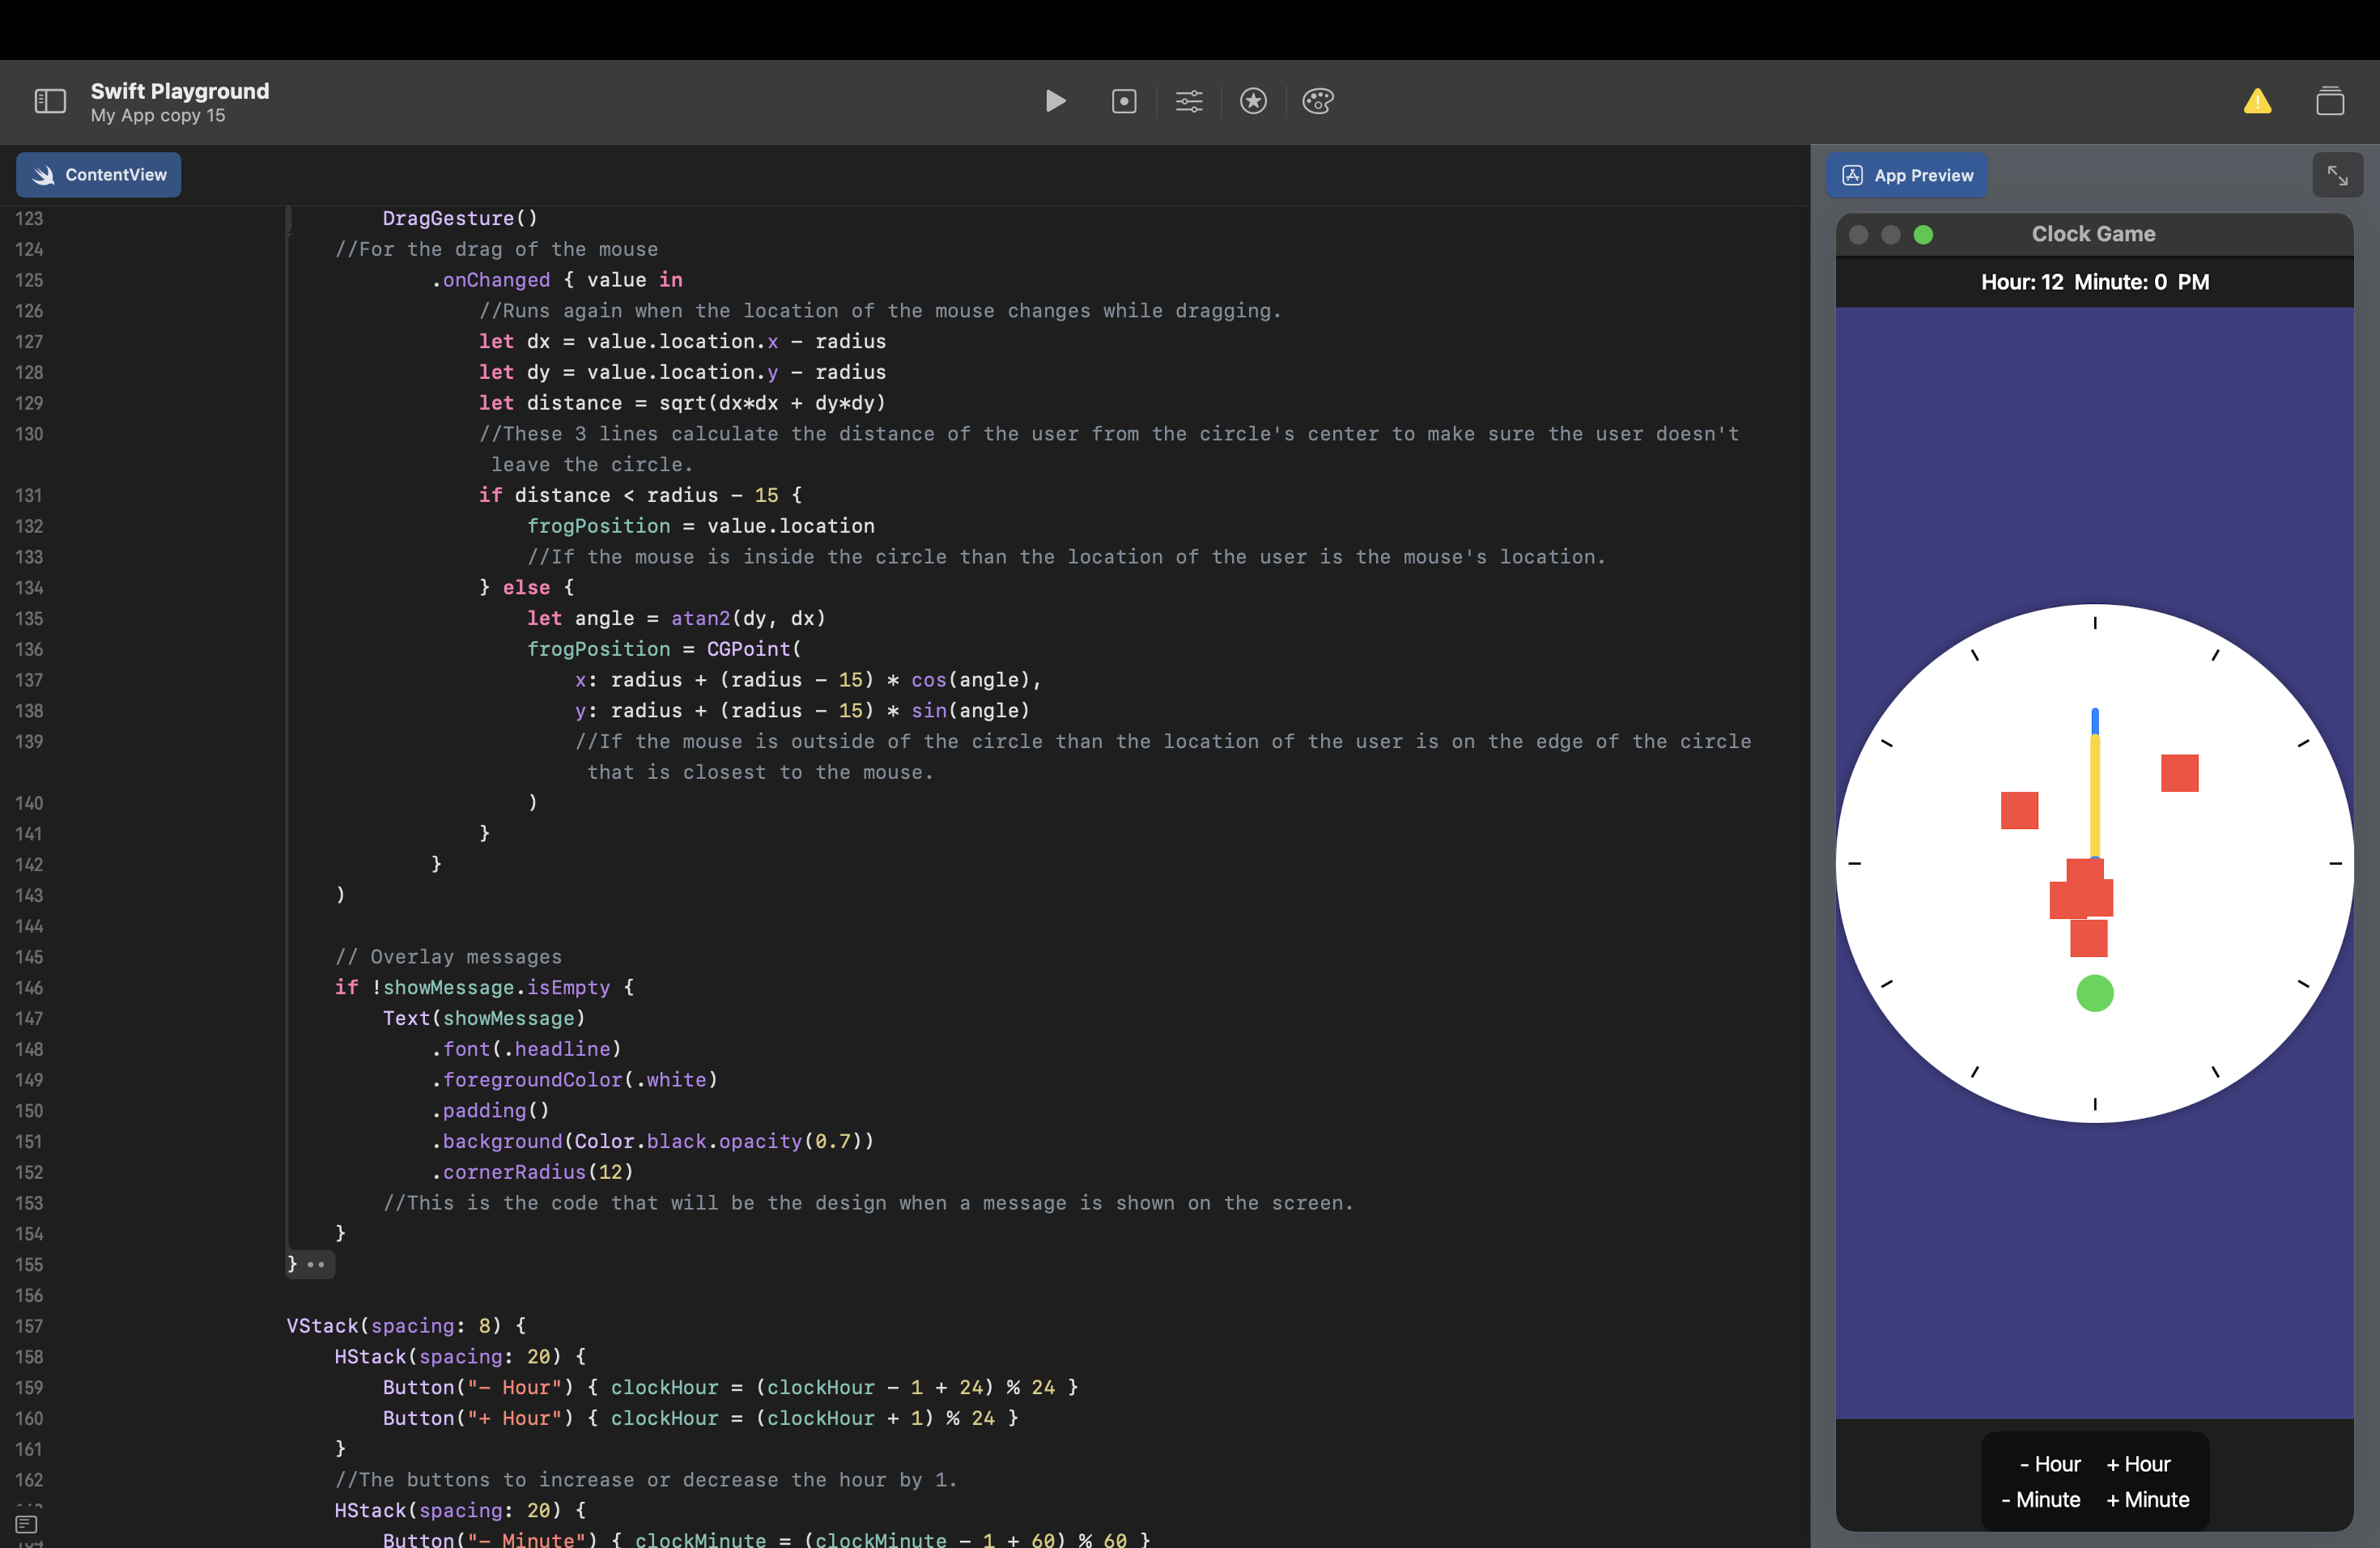 Swift Playground
My App copy 15
ContentView
123 DragGesture()
124 //For the drag of the mouse
125 .onChanged { value in
126 //Runs again when the location of the mouse changes while dragging.
127 let dx = value.location.x - radius
128 let dy = value.location.y - radius
129 let distance = sqrt(dx*dx + dy*dy)
130 //These 3 lines calculate the distance of the user from the circle's center to make sure the user doesn't
leave the circle.
131 if distance < radius - 15 {
132 frogPosition = value.location
133 //If the mouse is inside the circle than the location of the user is the mouse's location.
134 } else {
135 let angle = atan2(dy, dx)
136 frogPosition = CGPoint(
137 x: radius + (radius - 15) * cos(angle),
138 y: radius + (radius - 15) * sin(angle)
139 //If the mouse is outside of the circle than the location of the user is on the edge of the circle
that is closest to the mouse.
140 )
141 }
142 }
143 )
144
145 // Overlay messages
146 if !showMessage.isEmpty {
147 Text(showMessage)
148 .font(.headline)
149 .foregroundColor(.white)
150 .padding()
151 .background(Color.black.opacity(0.7))
152 .cornerRadius(12)
153 //This is the code that will be the design when a message is shown on the screen.
154 }
155 }
156
157 VStack(spacing: 8) {
158 HStack(spacing: 20) {
159 Button("- Hour") { clockHour = (clockHour - 1 + 24) % 24 }
160 Button("+ Hour") { clockHour = (clockHour + 1) % 24 }
161 }
162 //The buttons to increase or decrease the hour by 1.
HStack(spacing: 20) {
Button("- Minute") { clockMinute = (clockMinute - 1 + 60) % 60 }
App Preview
Clock Game
Hour: 12 Minute: 0 PM
- Hour + Hour
- Minute + Minute